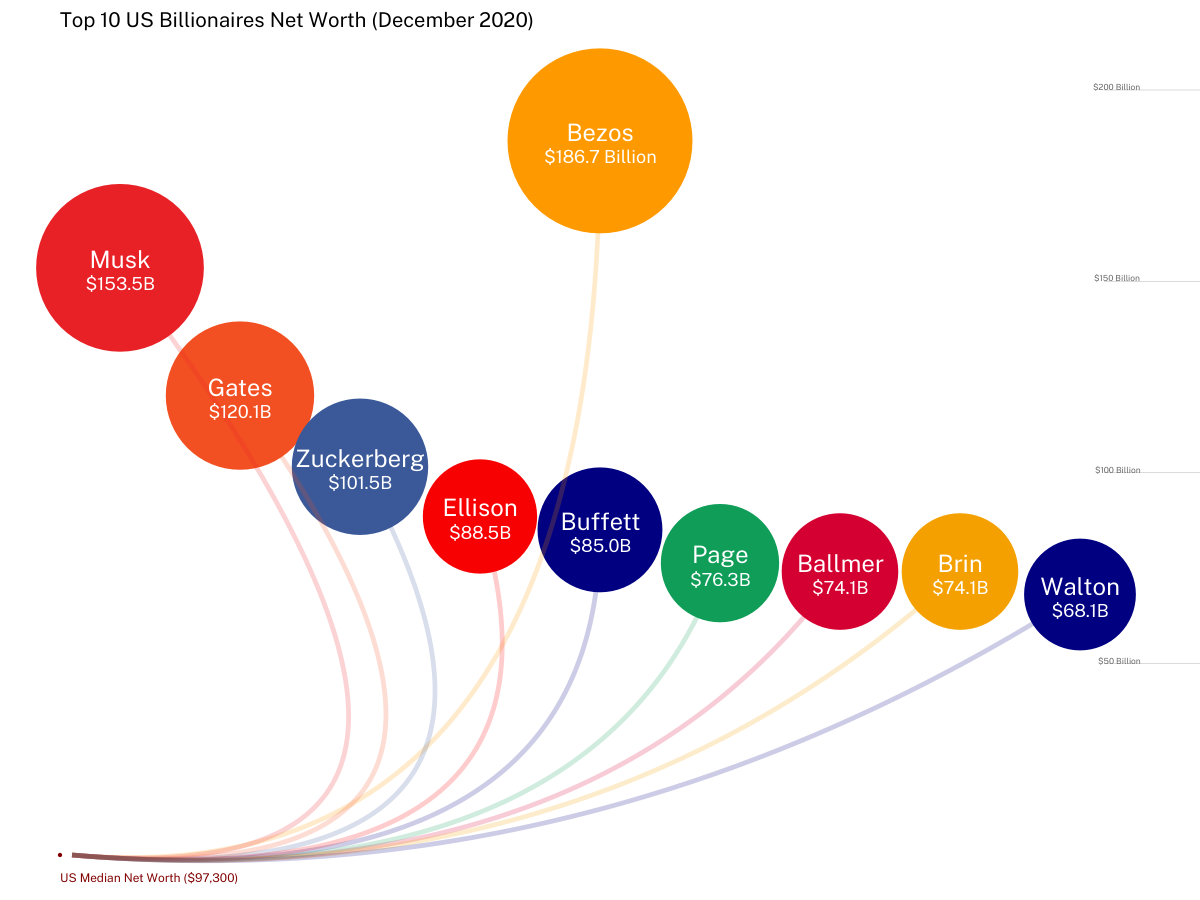 Top 10 US Billionaires Net Worth (December 2020)
Bezos
$186.7 Billion
$200 Billion
Musk
$153.5B
$150 Billion
Gates
$120.1B
Zuckerberg
$101.5B
$100 Billion
Ellison
$88.5B
Buffett
$85.0B
Page
$76.3B
Ballmer
$74.1B
Brin
$74.1B
Walton
$68.1B
$50 Billion
US Median Net Worth ($97,300)